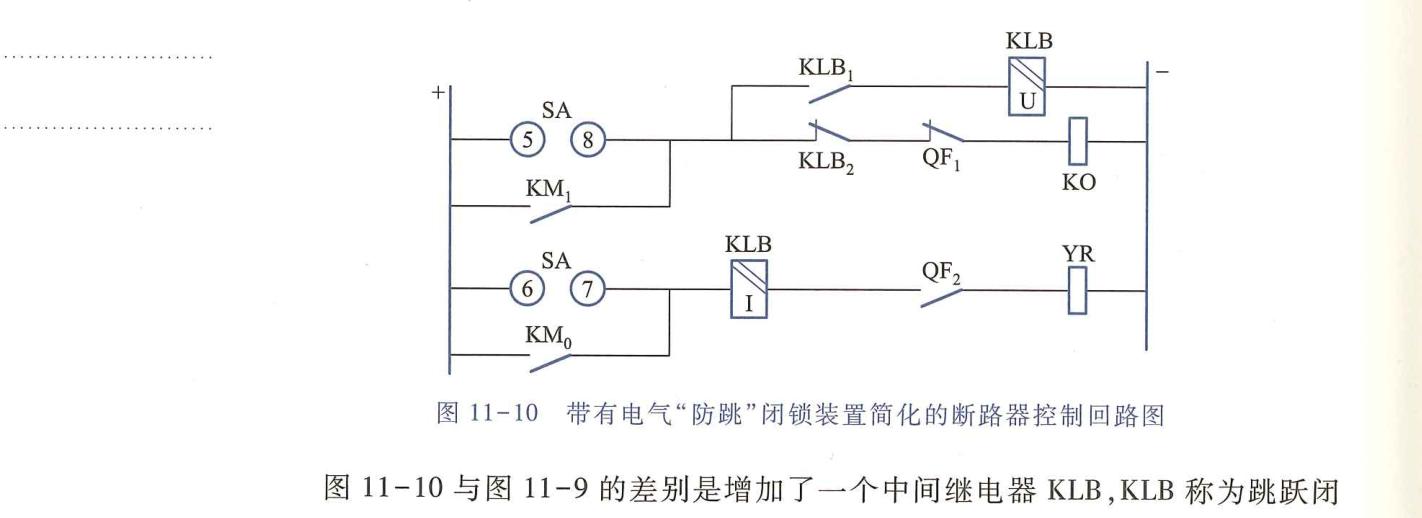 KLB
KLB₁
+
−
SA
U
5
8
KLB₂
QF₁
KO
KM₁
KLB
YR
SA
QF₂
6
7
I
KM₀
图 11-10 带有电气“防跳”闭锁装置简化的断路器控制回路图
图 11-10 与图 11-9 的差别是增加了一个中间继电器 KLB,KLB 称为跳跃闭